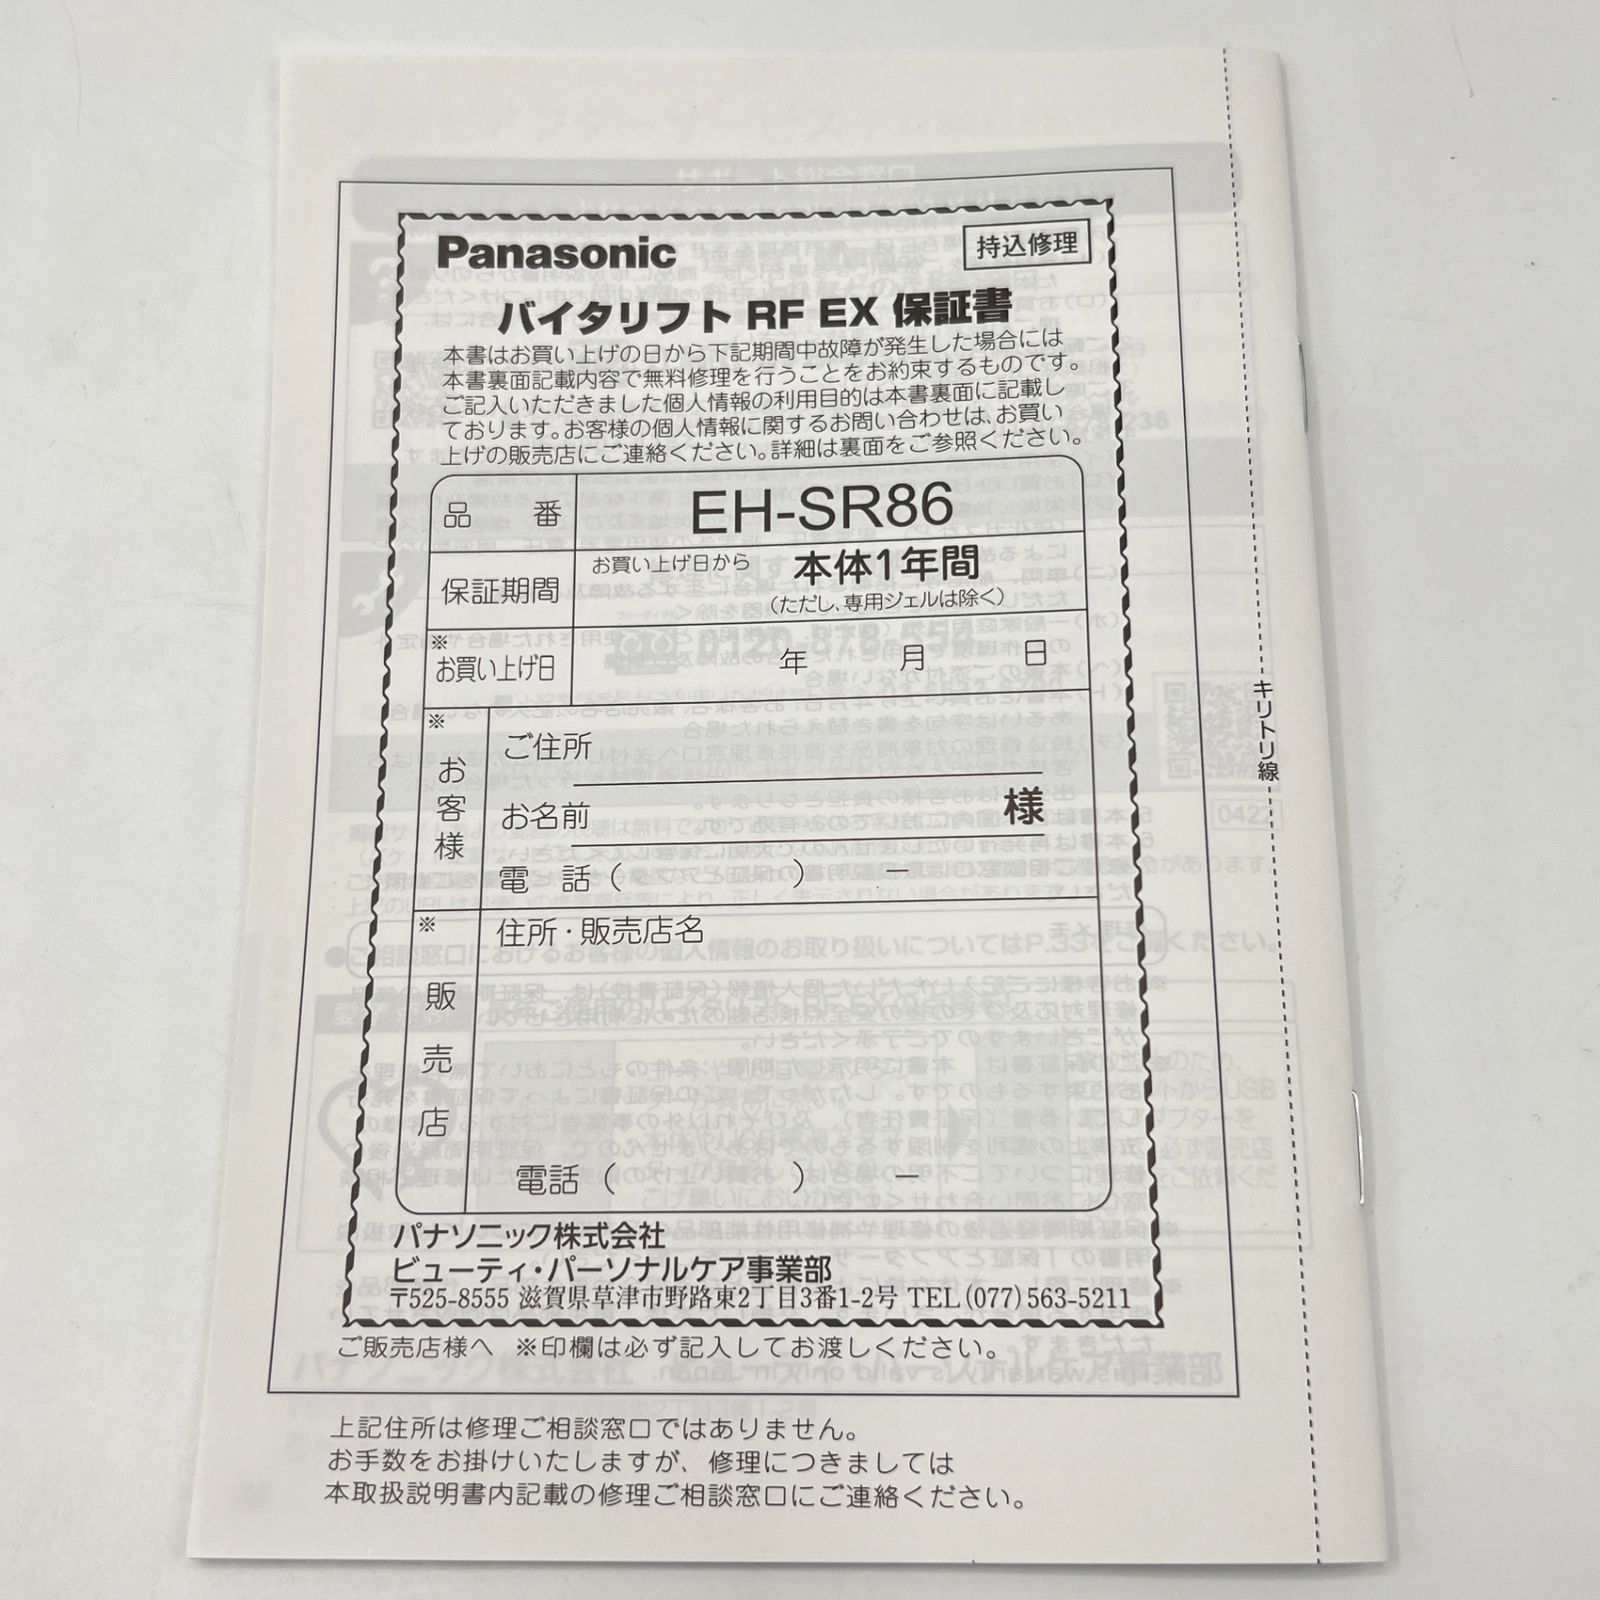 Panasonic
持込修理
バイタリフト RF EX 保証書
本書はお買い上げの日から下記期間中故障が発生した場合には
本書裏面記載内容で無料修理を行うことをお約束するものです。
ご記入いただきました個人情報の利用目的は本書裏面に記載し
ております。お客様の個人情報に関するお問い合わせは、お買い
上げの販売店にご連絡ください。詳細は裏面をご参照ください。
品 番 EH-SR86
保証期間 お買い上げ日から 本体1年間
(ただし、専用ジェルは除く)
※
お買い上げ日 年 月 日
※
お客様
ご住所
お名前 様
電 話 ( ) −
※
販売店
住所・販売店名
電話 ( ) −
パナソニック株式会社
ビューティ・パーソナルケア事業部
〒525-8555 滋賀県草津市野路東2丁目3番1-2号 TEL (077) 563-5211
ご販売店様へ ※印欄は必ず記入してお渡しください。
上記住所は修理ご相談窓口ではありません。
お手数をお掛けいたしますが、修理につきましては
本取扱説明書内記載の修理ご相談窓口にご連絡ください。
キリトリ線